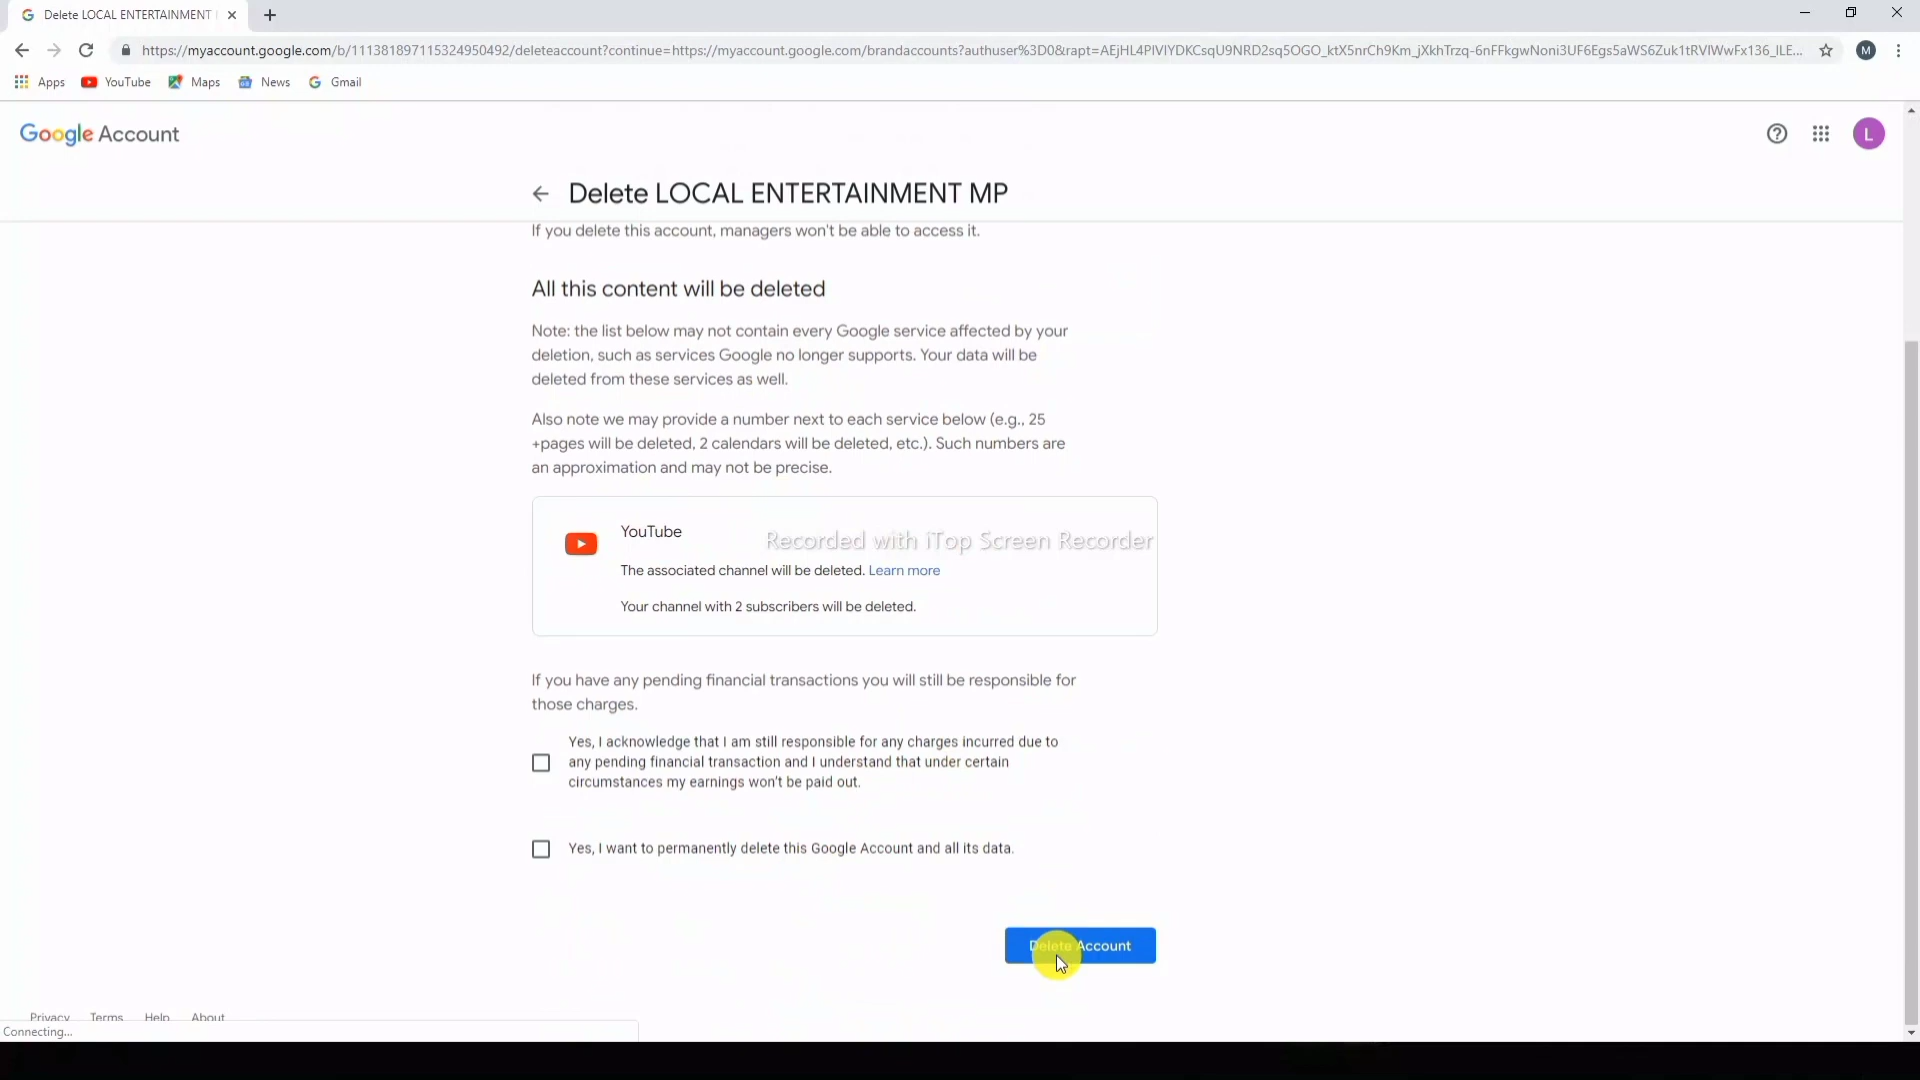 Delete LOCAL ENTERTAINMENT
https://myaccount.google.com/b/111381897115324950492/deleteaccount?continue=https://myaccount.google.com/brandaccounts?authuser%3D0&rapt=AEjHL4PIVIYDKCsqU9NRD2sq5OGO_ktX5nrCh9Km_jXkhTrzq-6nFFkgwNoni3UF6Egs5aWS6Zuk1tRVIWwFx136_ILE...
M
Apps YouTube Maps News Gmail
Google Account
L
Delete LOCAL ENTERTAINMENT MP
If you delete this account, managers won't be able to access it.
All this content will be deleted
Note: the list below may not contain every Google service affected by your
deletion, such as services Google no longer supports. Your data will be
deleted from these services as well.
Also note we may provide a number next to each service below (e.g., 25
+pages will be deleted, 2 calendars will be deleted, etc.). Such numbers are
an approximation and may not be precise.
YouTube
Recorded with iTop Screen Recorder
The associated channel will be deleted. Learn more
Your channel with 2 subscribers will be deleted.
If you have any pending financial transactions you will still be responsible for
those charges.
Yes, I acknowledge that I am still responsible for any charges incurred due to
any pending financial transaction and I understand that under certain
circumstances my earnings won't be paid out.
Yes, I want to permanently delete this Google Account and all its data.
Delete Account
Privacy Terms Help About
Connecting...